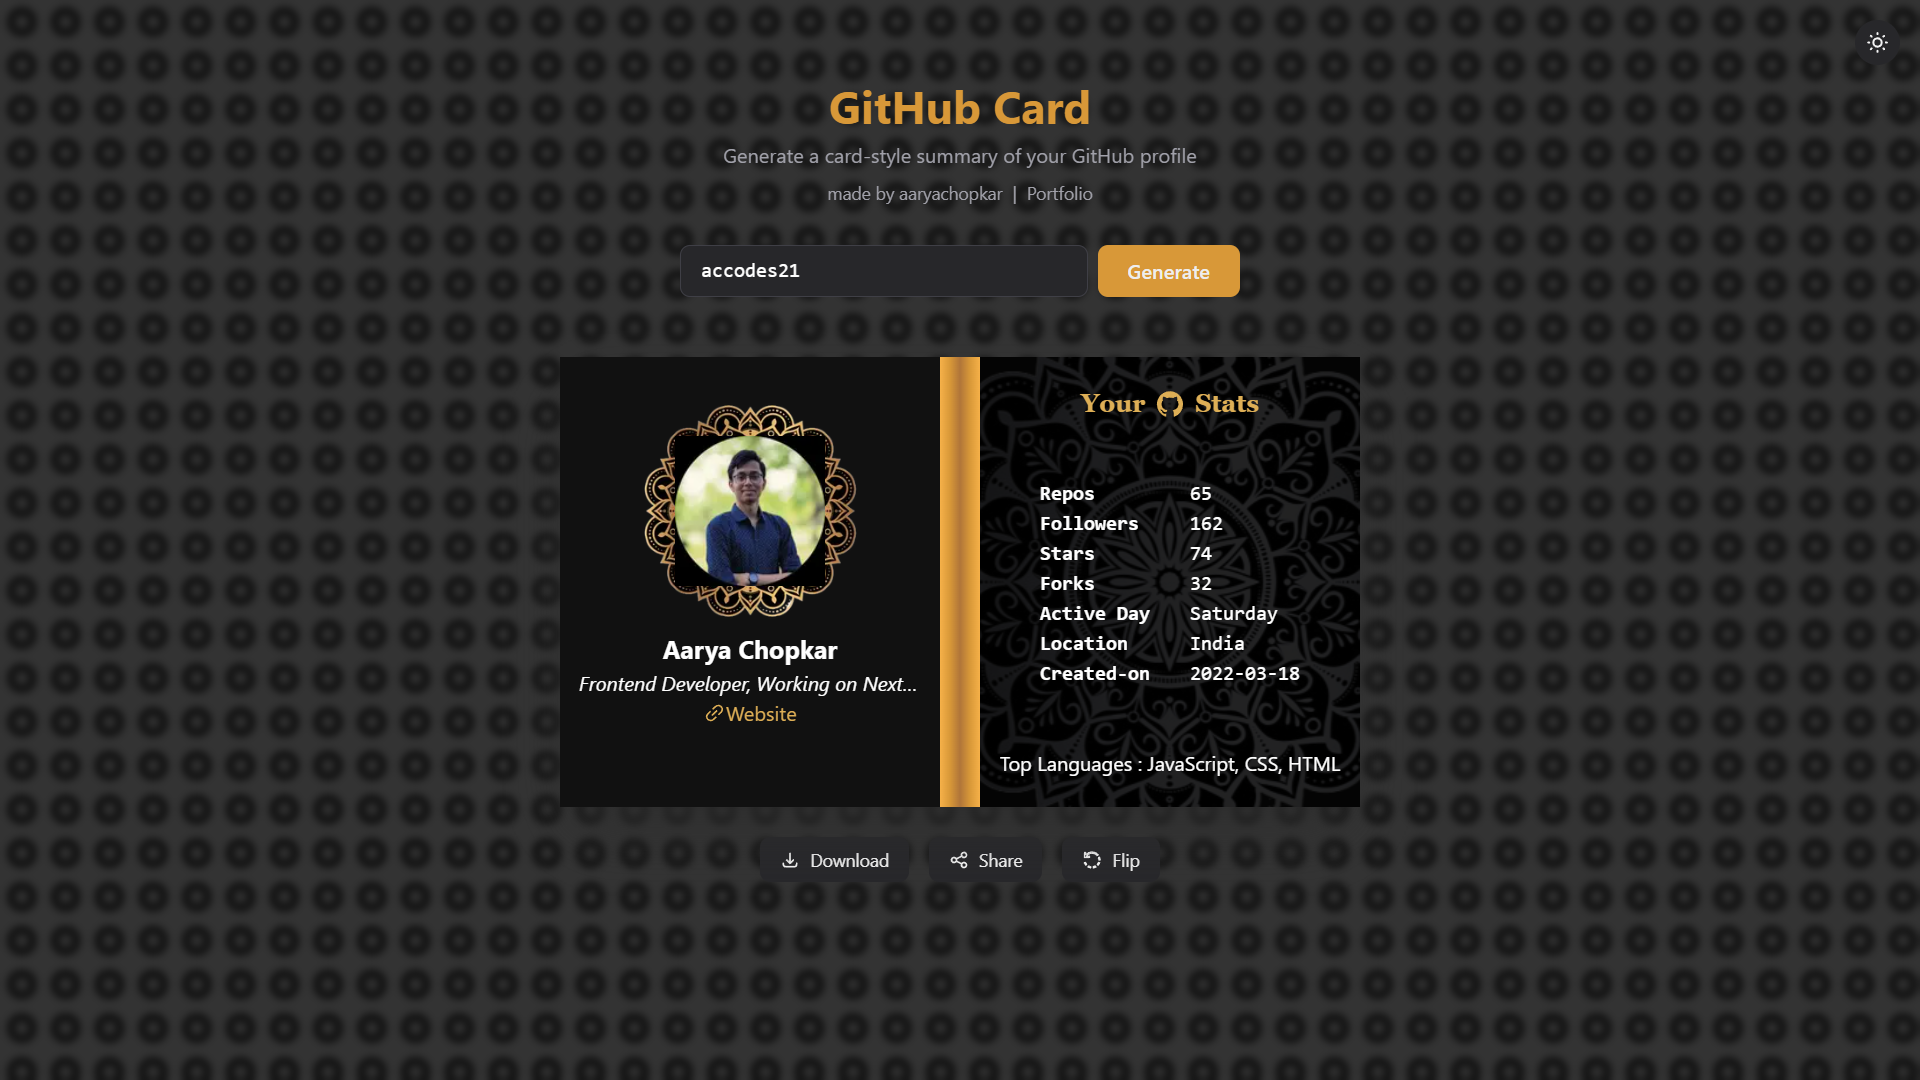 GitHub Card
Generate a card-style summary of your GitHub profile
made by aaryachopkar | Portfolio
accodes21
Generate
Aarya Chopkar
Frontend Developer, Working on Next...
Website
Your Stats
Repos 65
Followers 162
Stars 74
Forks 32
Active Day Saturday
Location India
Created-on 2022-03-18
Top Languages : JavaScript, CSS, HTML
Download
Share
Flip